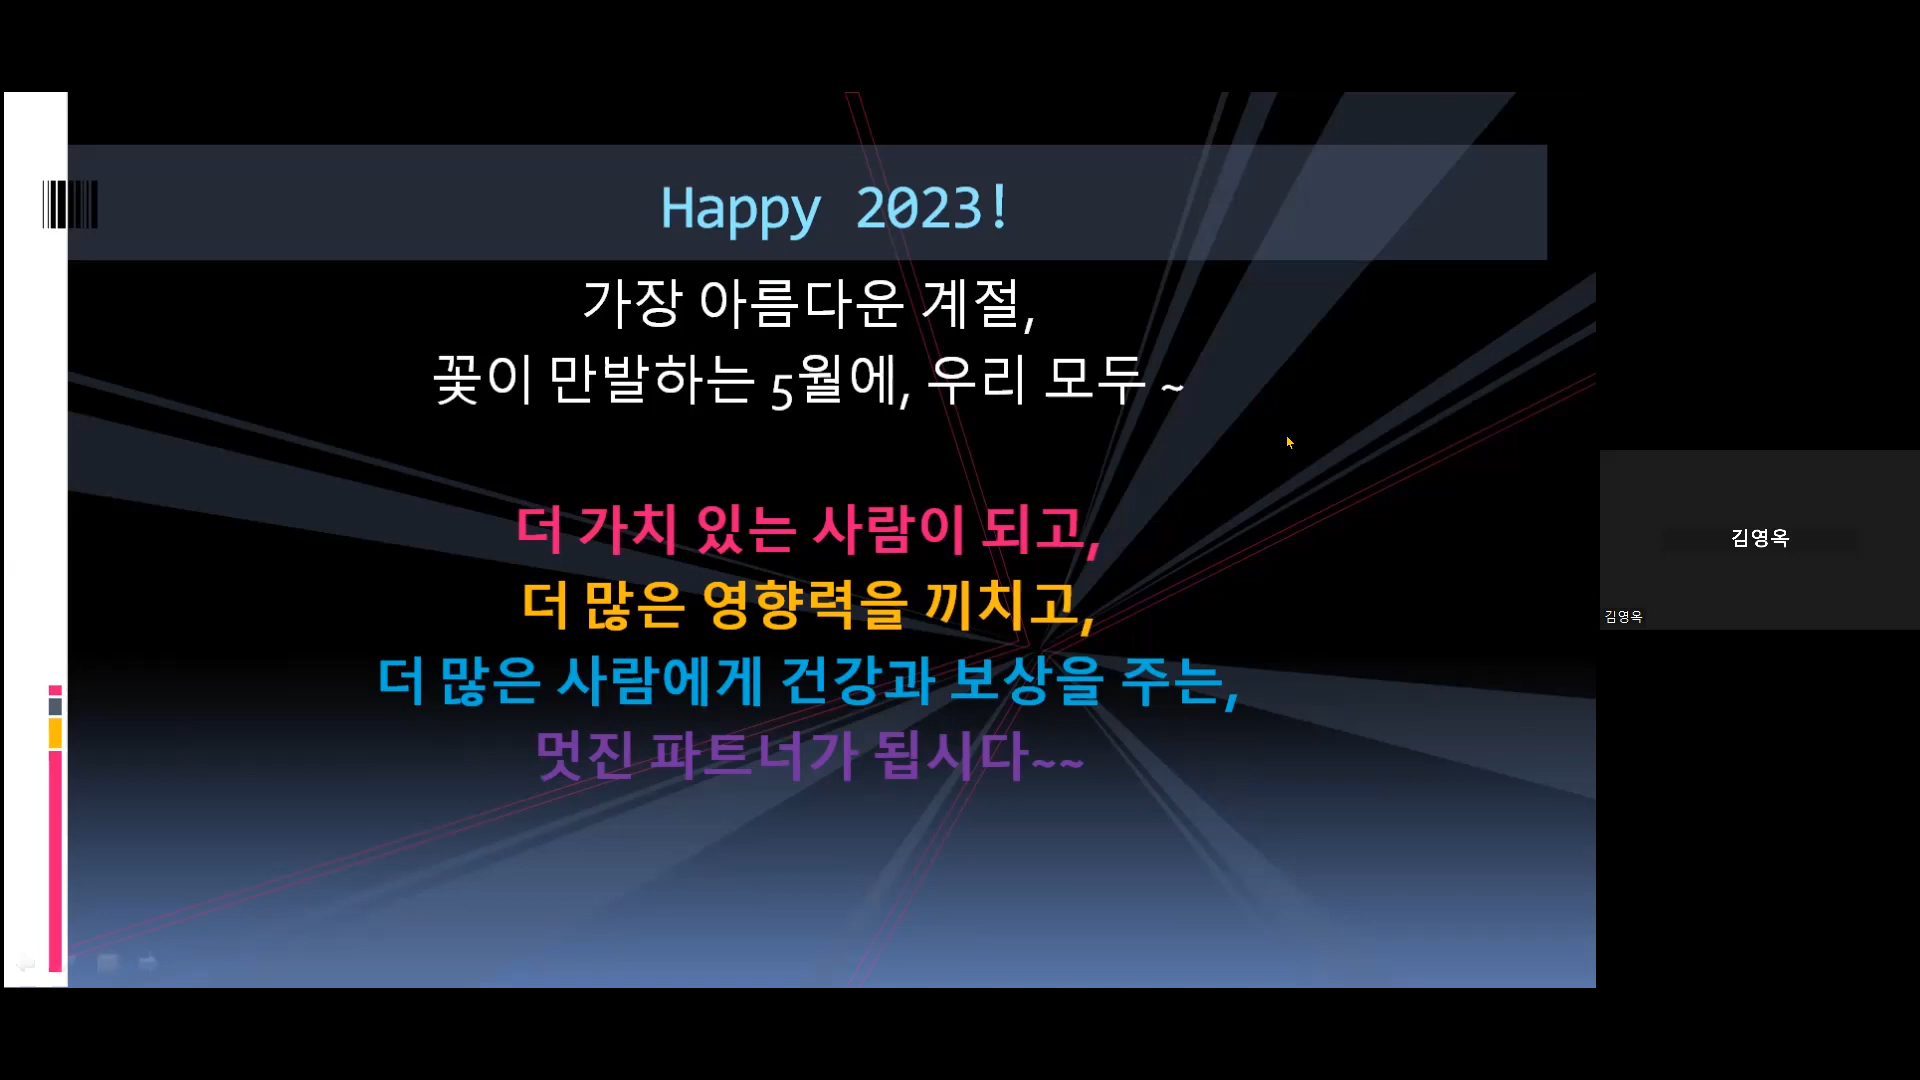 Happy 2023!
가장 아름다운 계절,
꽃이 만발하는 5월에, 우리 모두 ~
더 가치 있는 사람이 되고,
더 많은 영향력을 끼치고,
더 많은 사람에게 건강과 보상을 주는,
멋진 파트너가 됩시다~~
김영옥
김영옥